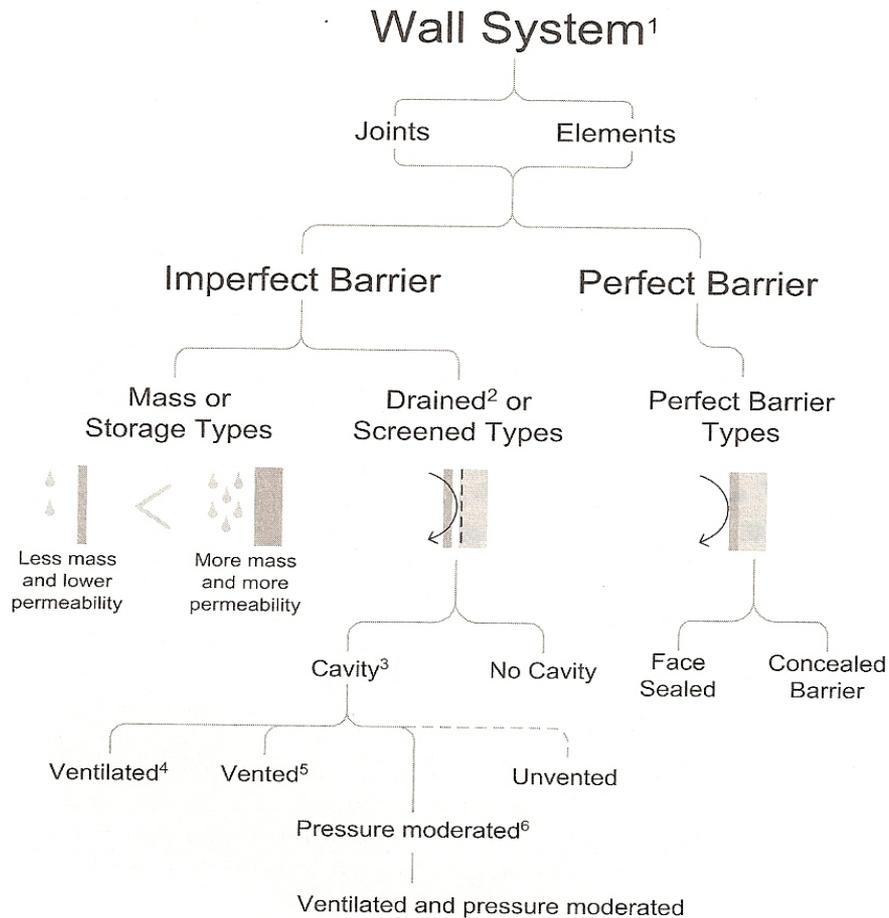 Wall System¹
Joints
Elements
Imperfect Barrier
Perfect Barrier
Mass or
Storage Types
Drained² or
Screened Types
Perfect Barrier
Types
Less mass
and lower
permeability
More mass
and more
permeability
Cavity³
No Cavity
Face
Sealed
Concealed
Barrier
Ventilated⁴
Vented⁵
Unvented
Pressure moderated⁶
Ventilated and pressure moderated